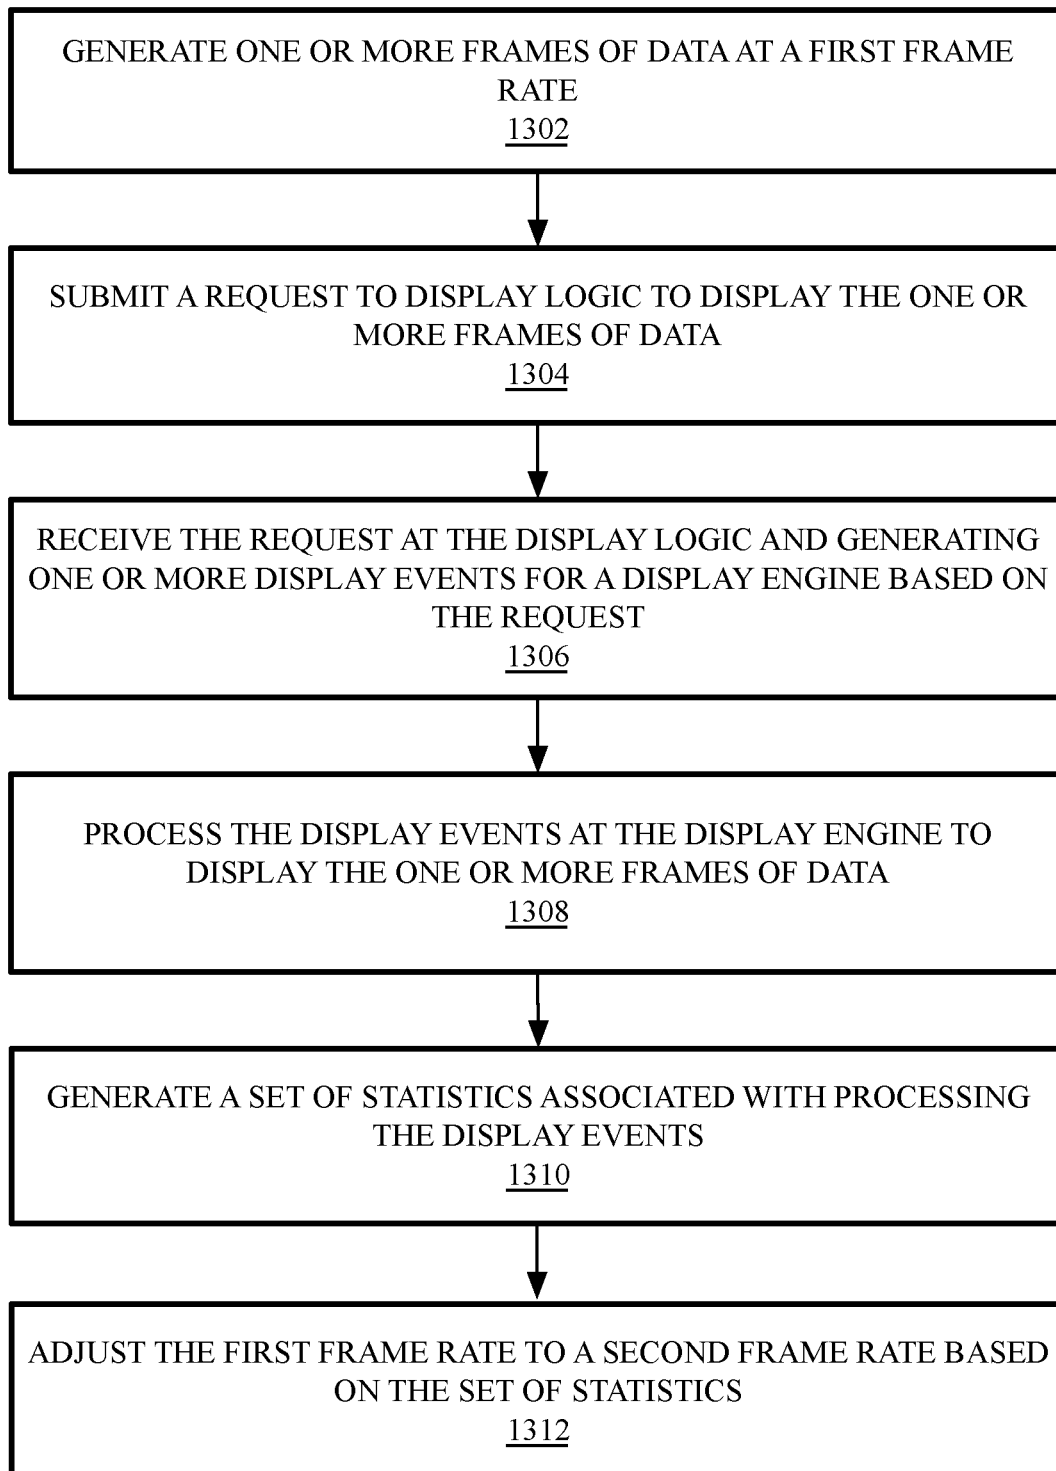 GENERATE ONE OR MORE FRAMES OF DATA AT A FIRST FRAME
RATE
1302
SUBMIT A REQUEST TO DISPLAY LOGIC TO DISPLAY THE ONE OR
MORE FRAMES OF DATA
1304
RECEIVE THE REQUEST AT THE DISPLAY LOGIC AND GENERATING
ONE OR MORE DISPLAY EVENTS FOR A DISPLAY ENGINE BASED ON
THE REQUEST
1306
PROCESS THE DISPLAY EVENTS AT THE DISPLAY ENGINE TO
DISPLAY THE ONE OR MORE FRAMES OF DATA
1308
GENERATE A SET OF STATISTICS ASSOCIATED WITH PROCESSING
THE DISPLAY EVENTS
1310
ADJUST THE FIRST FRAME RATE TO A SECOND FRAME RATE BASED
ON THE SET OF STATISTICS
1312